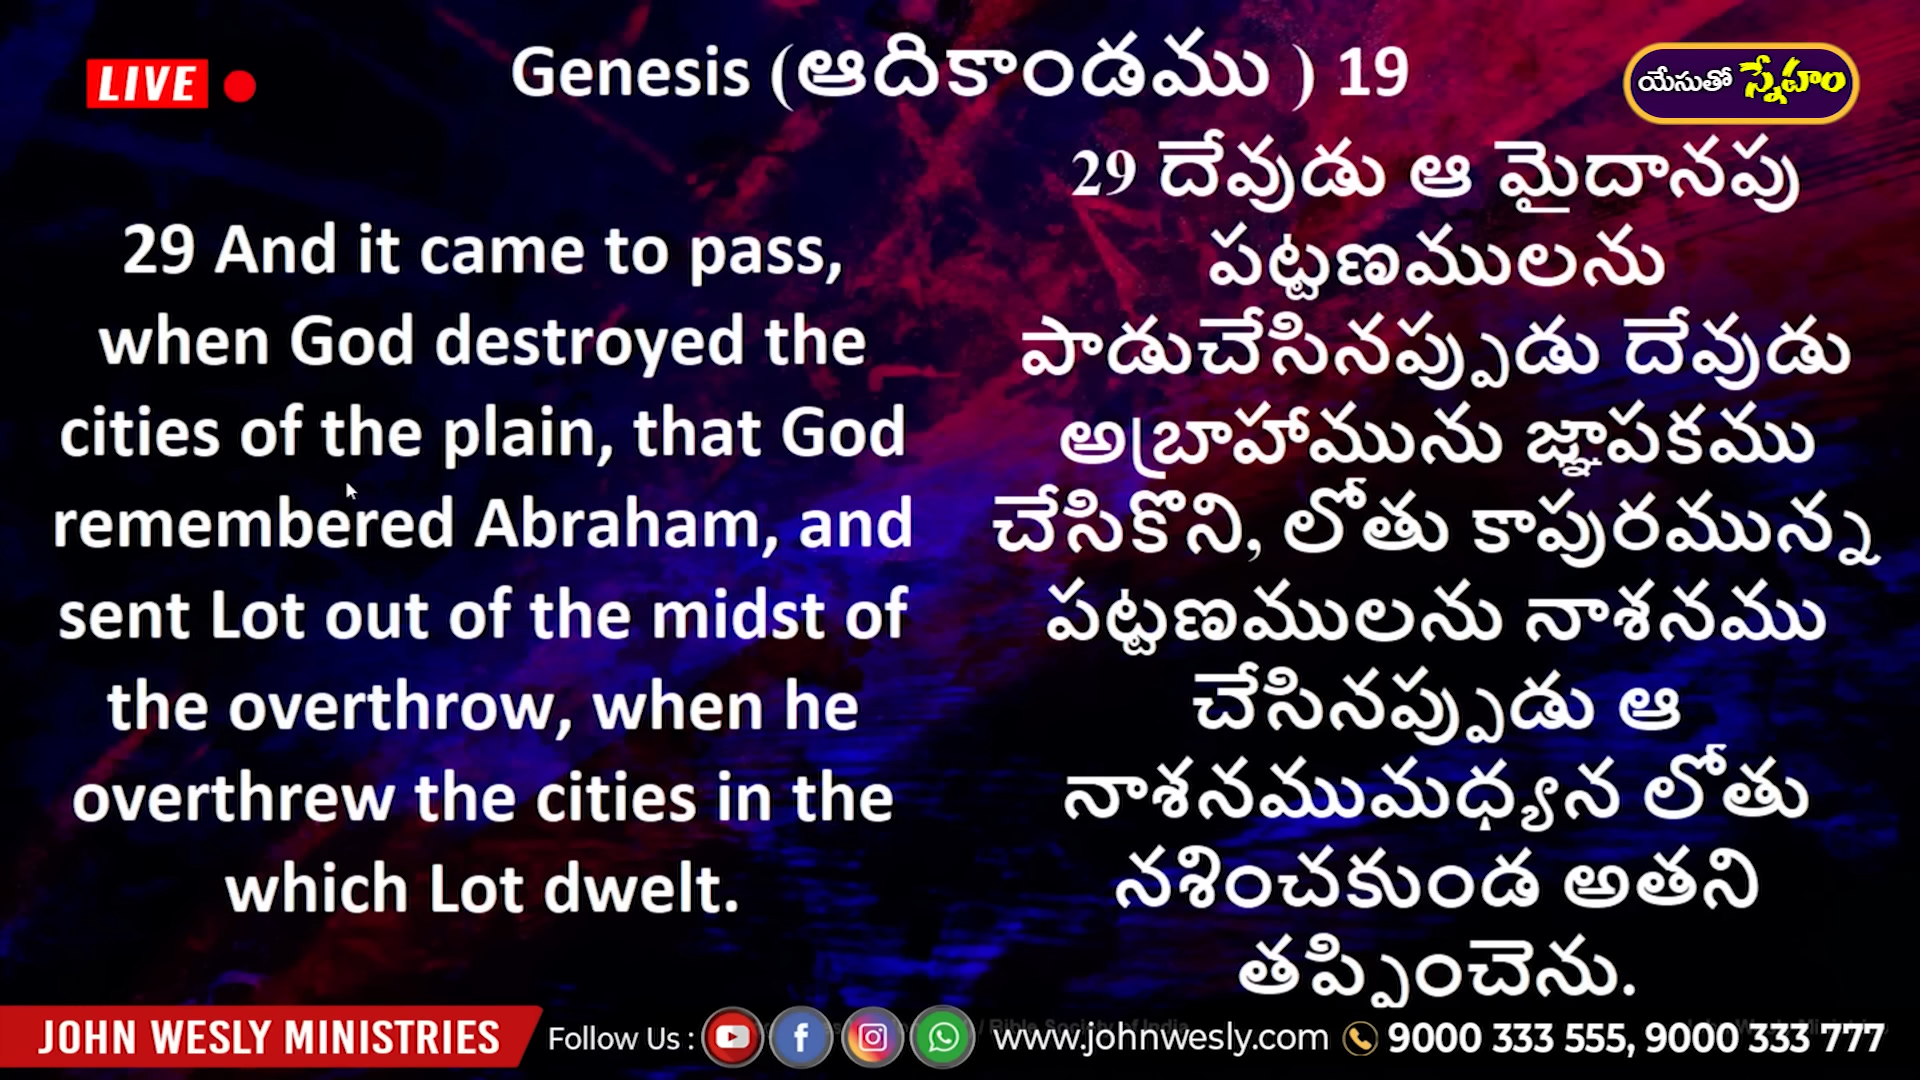 LIVE
Genesis (ఆదికాండము ) 19
యేసుతో స్నేహం
29 And it came to pass,
when God destroyed the
cities of the plain, that God
remembered Abraham, and
sent Lot out of the midst of
the overthrow, when he
overthrew the cities in the
which Lot dwelt.
29 దేవుడు ఆ మైదానపు
పట్టణములను
పాడుచేసినప్పుడు దేవుడు
అబ్రాహామును జ్ఞాపకము
చేసికొని, లోతు కాపురమున్న
పట్టణములను నాశనము
చేసినప్పుడు ఆ
నాశనముమధ్యన లోతు
నశించకుండ అతని
తప్పించెను.
JOHN WESLY MINISTRIES
Follow Us :
www.johnwesly.com
9000 333 555, 9000 333 777